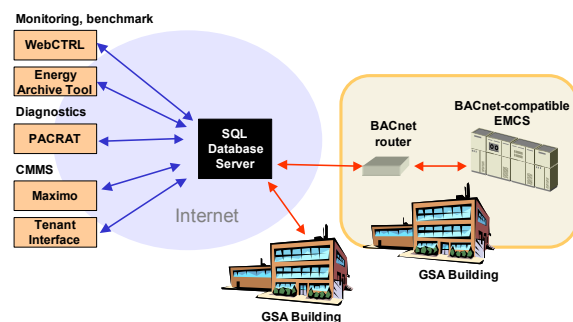 Monitoring, benchmark
WebCTRL
Energy
Archive Tool
Diagnostics
PACRAT
CMMS
Maximo
Tenant
Interface
SQL
Database
Server
Internet
BACnet
router
BACnet-compatible
EMCS
GSA Building
GSA Building